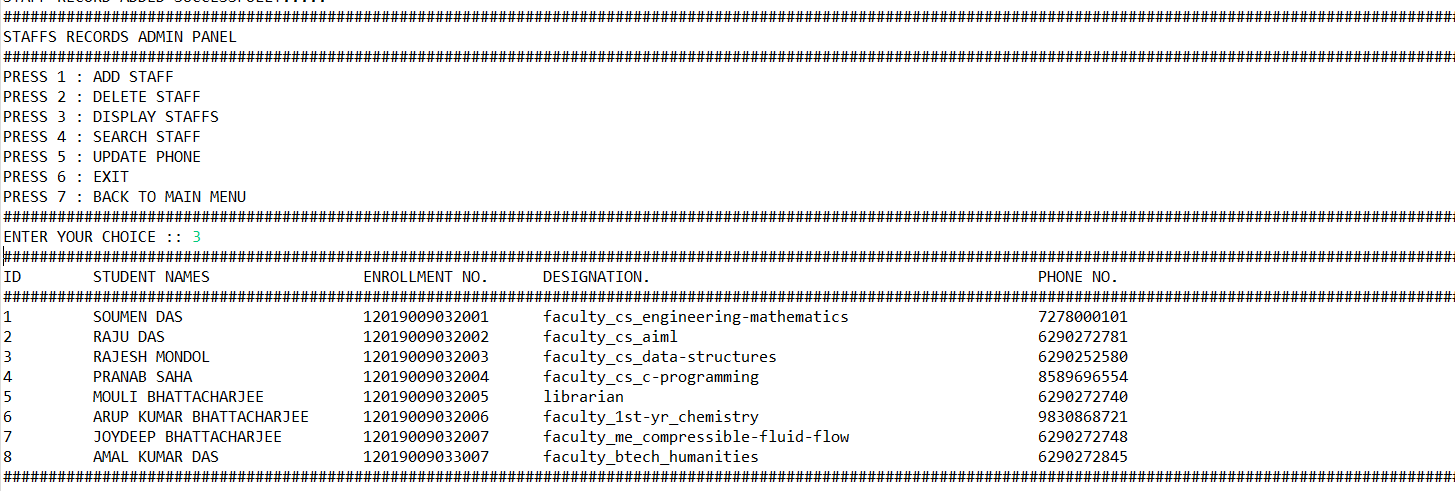 STAFF RECORD ADDED SUCCESSFULLY.....
################################################################################
STAFFS RECORDS ADMIN PANEL
################################################################################
PRESS 1 : ADD STAFF
PRESS 2 : DELETE STAFF
PRESS 3 : DISPLAY STAFFS
PRESS 4 : SEARCH STAFF
PRESS 5 : UPDATE PHONE
PRESS 6 : EXIT
PRESS 7 : BACK TO MAIN MENU
################################################################################
ENTER YOUR CHOICE :: 3
################################################################################
ID STUDENT NAMES ENROLLMENT NO. DESIGNATION. PHONE NO.
################################################################################
1 SOUMEN DAS 12019009032001 faculty_cs_engineering-mathematics 7278000101
2 RAJU DAS 12019009032002 faculty_cs_aiml 6290272781
3 RAJESH MONDOL 12019009032003 faculty_cs_data-structures 6290252580
4 PRANAB SAHA 12019009032004 faculty_cs_c-programming 8589696554
5 MOULI BHATTACHARJEE 12019009032005 librarian 6290272740
6 ARUP KUMAR BHATTACHARJEE 12019009032006 faculty_1st-yr_chemistry 9830868721
7 JOYDEEP BHATTACHARJEE 12019009032007 faculty_me_compressible-fluid-flow 6290272748
8 AMAL KUMAR DAS 12019009033007 faculty_btech_humanities 6290272845
################################################################################